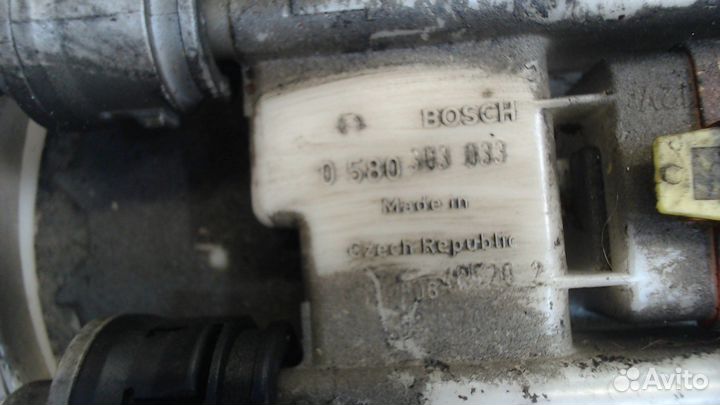 BOSCH
0 580 303 033
Made in
Czech Republic
Avito